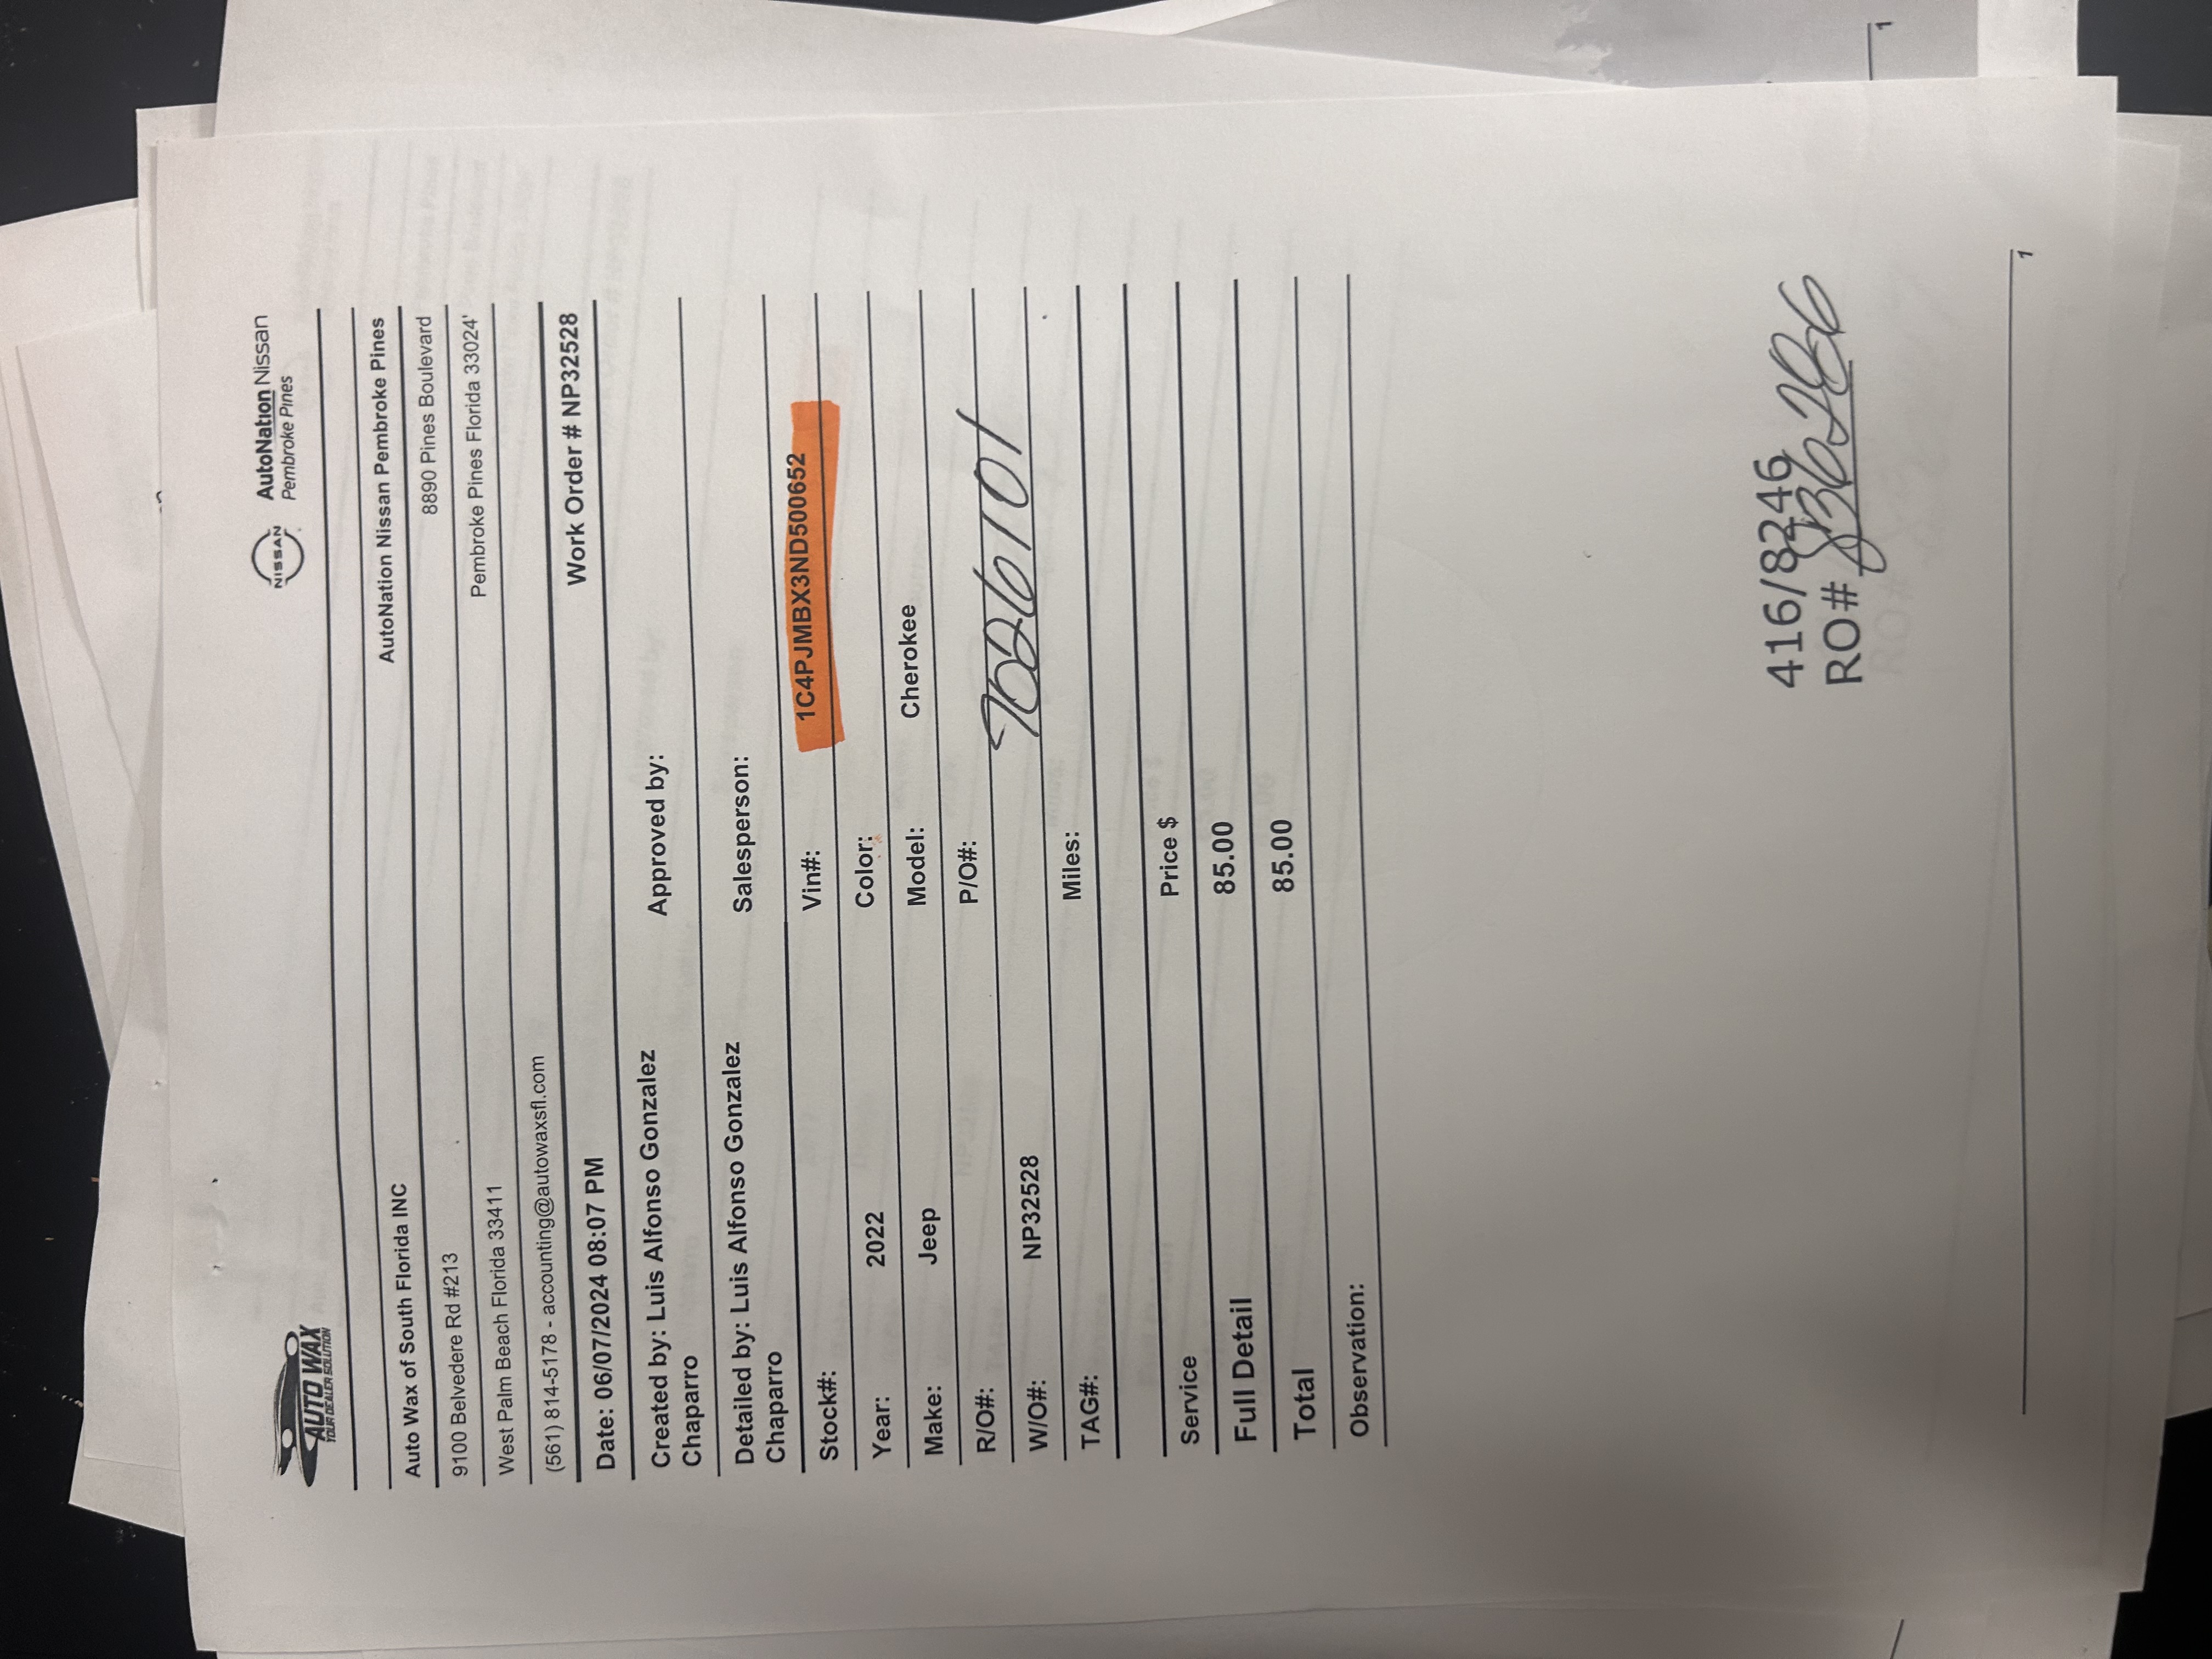 AUTO WAX
YOUR DEALER SOLUTION
NISSAN
AutoNation Nissan
Pembroke Pines
Auto Wax of South Florida INC AutoNation Nissan Pembroke Pines
9100 Belvedere Rd #213 8890 Pines Boulevard
West Palm Beach Florida 33411 Pembroke Pines Florida 33024'
(561) 814-5178 - accounting@autowaxsfl.com
Date: 06/07/2024 08:07 PM Work Order # NP32528
Created by: Luis Alfonso Gonzalez Approved by:
Chaparro
Detailed by: Luis Alfonso Gonzalez Salesperson:
Chaparro
Stock#: Vin#: 1C4PJMBX3ND500652
Year: 2022 Color:
Make: Jeep Model: Cherokee
R/O#: P/O#:
W/O#: NP32528
TAG#: Miles:
Service Price $
Full Detail 85.00
Total 85.00
Observation:
416/8246
RO#
1
1